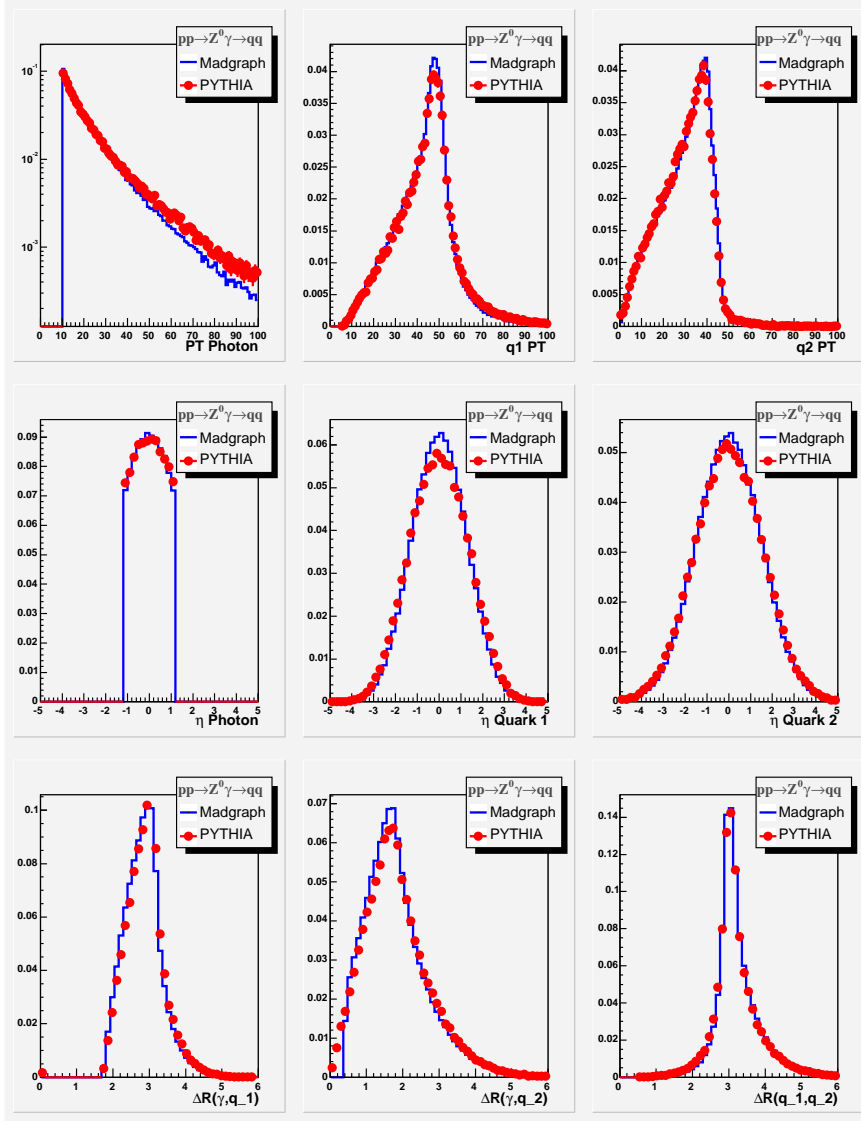 pp→Z⁰γ→qq
Madgraph
PYTHIA
10⁻¹
10⁻²
10⁻³
0 10 20 30 40 50 60 70 80 90 100
PT Photon
pp→Z⁰γ→qq
Madgraph
PYTHIA
0.04
0.035
0.03
0.025
0.02
0.015
0.01
0.005
0
0 10 20 30 40 50 60 70 80 90 100
q1 PT
pp→Z⁰γ→qq
Madgraph
PYTHIA
0.04
0.035
0.03
0.025
0.02
0.015
0.01
0.005
0
0 10 20 30 40 50 60 70 80 90 100
q2 PT
pp→Z⁰γ→qq
Madgraph
PYTHIA
0.09
0.08
0.07
0.06
0.05
0.04
0.03
0.02
0.01
0
-5 -4 -3 -2 -1 0 1 2 3 4 5
η Photon
pp→Z⁰γ→qq
Madgraph
PYTHIA
0.06
0.05
0.04
0.03
0.02
0.01
0
-5 -4 -3 -2 -1 0 1 2 3 4 5
η Quark 1
pp→Z⁰γ→qq
Madgraph
PYTHIA
0.05
0.04
0.03
0.02
0.01
0
-5 -4 -3 -2 -1 0 1 2 3 4 5
η Quark 2
pp→Z⁰γ→qq
Madgraph
PYTHIA
0.1
0.08
0.06
0.04
0.02
0
0 1 2 3 4 5 6
ΔR(γ,q_1)
pp→Z⁰γ→qq
Madgraph
PYTHIA
0.07
0.06
0.05
0.04
0.03
0.02
0.01
0
0 1 2 3 4 5 6
ΔR(γ,q_2)
pp→Z⁰γ→qq
Madgraph
PYTHIA
0.14
0.12
0.1
0.08
0.06
0.04
0.02
0
0 1 2 3 4 5 6
ΔR(q_1,q_2)